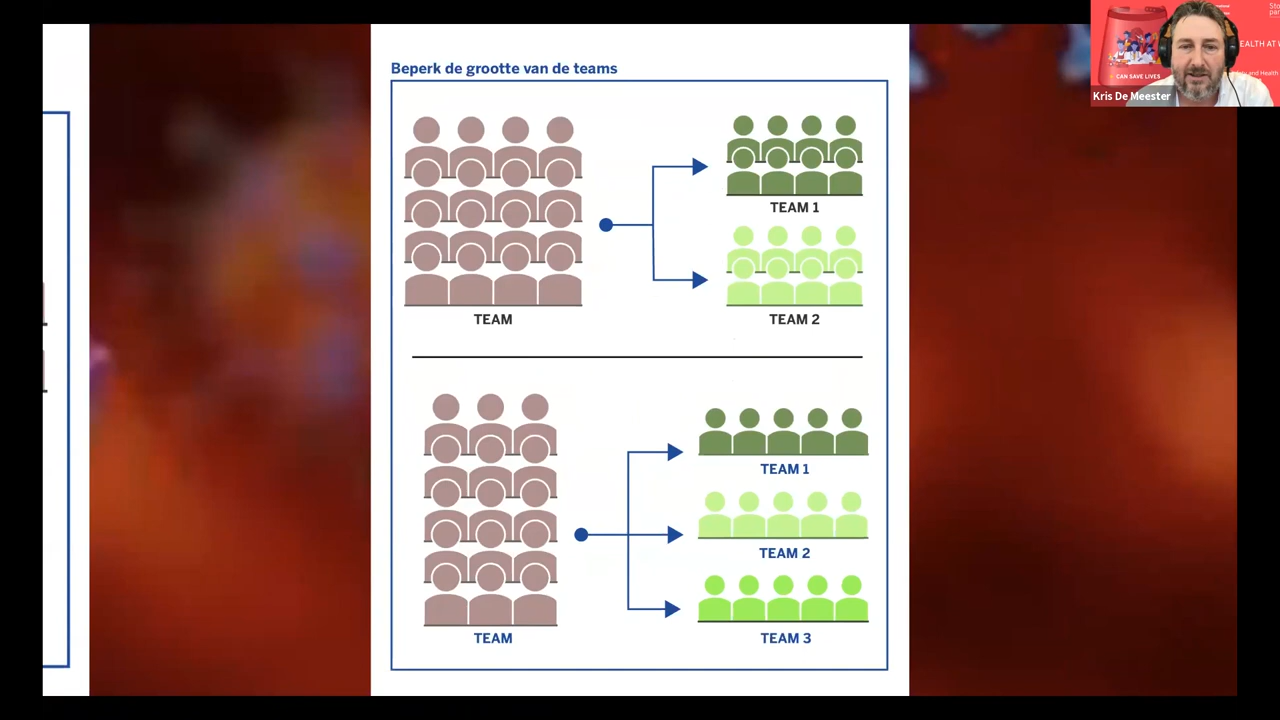 Beperk de grootte van de teams
TEAM 1
TEAM 2
TEAM
TEAM 1
TEAM 2
TEAM 3
TEAM
CAN SAVE LIVES
Kris De Meester